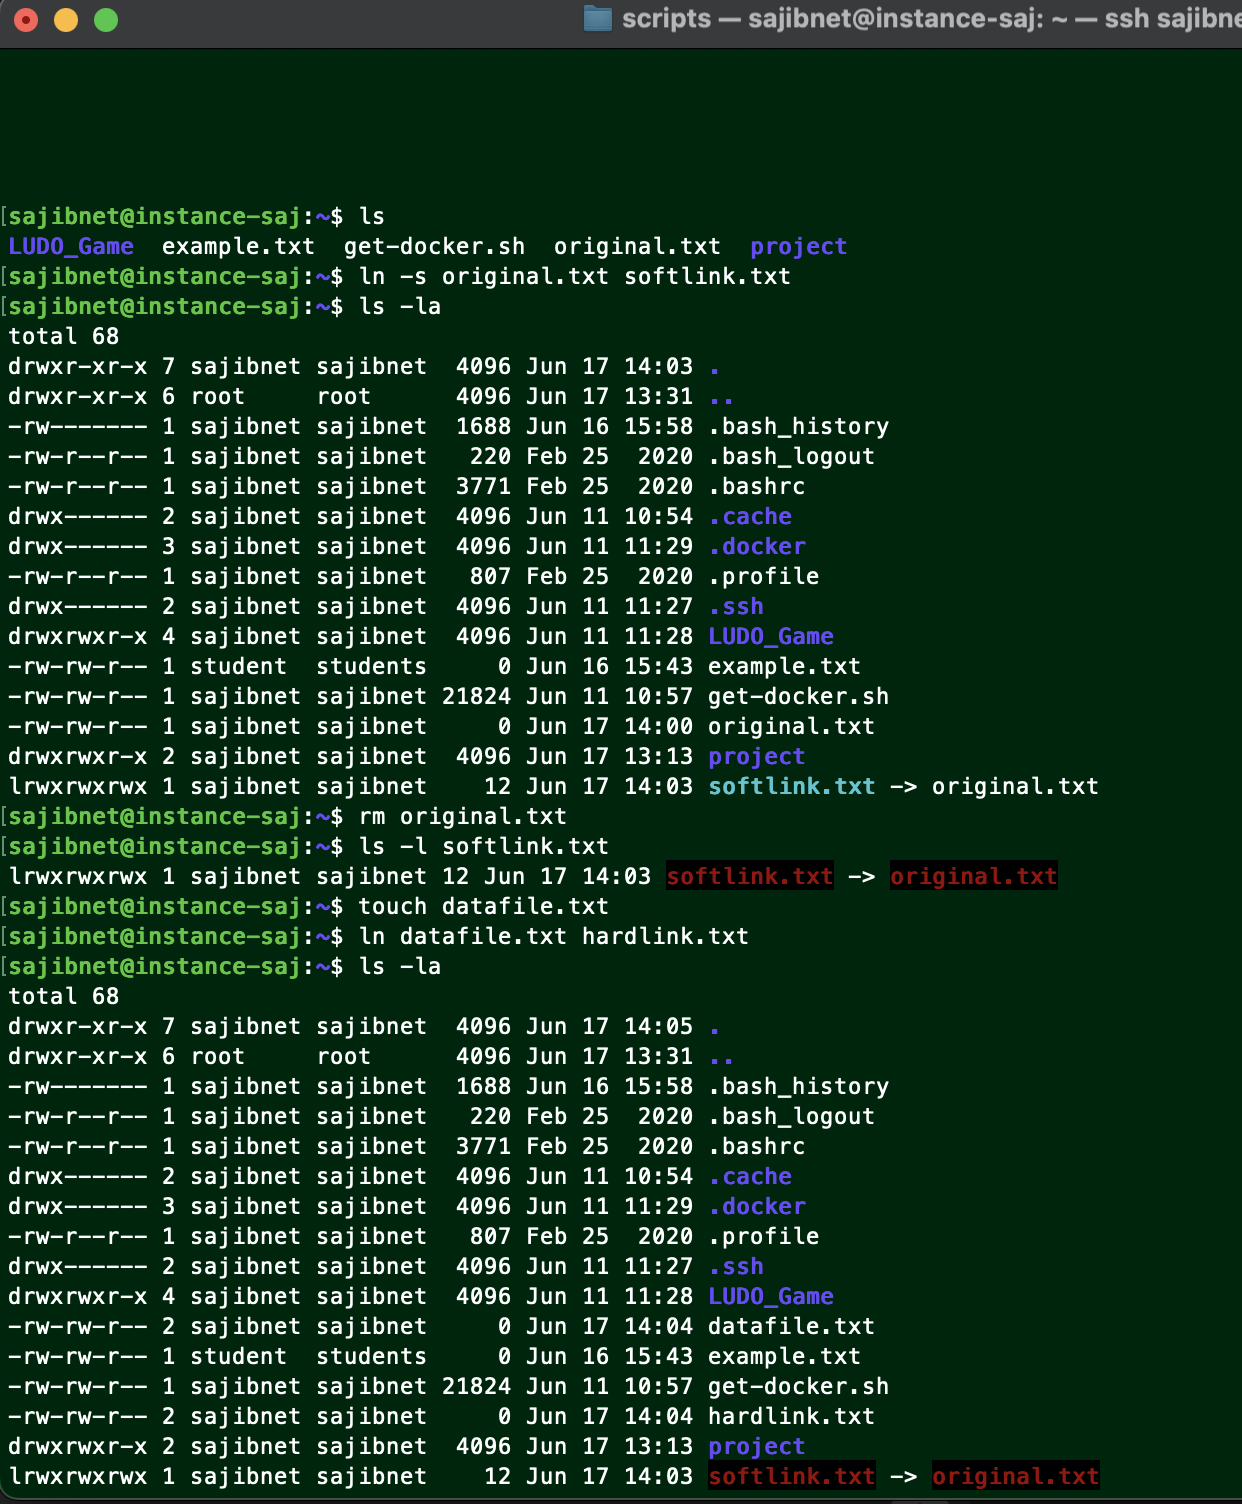 scripts — sajibnet@instance-saj: ~ — ssh sajibne
[sajibnet@instance-saj:~$ ls
LUDO_Game  example.txt  get-docker.sh  original.txt  project
[sajibnet@instance-saj:~$ ln -s original.txt softlink.txt
[sajibnet@instance-saj:~$ ls -la
total 68
drwxr-xr-x 7 sajibnet sajibnet  4096 Jun 17 14:03 .
drwxr-xr-x 6 root     root      4096 Jun 17 13:31 ..
-rw------- 1 sajibnet sajibnet  1688 Jun 16 15:58 .bash_history
-rw-r--r-- 1 sajibnet sajibnet   220 Feb 25  2020 .bash_logout
-rw-r--r-- 1 sajibnet sajibnet  3771 Feb 25  2020 .bashrc
drwx------ 2 sajibnet sajibnet  4096 Jun 11 10:54 .cache
drwx------ 3 sajibnet sajibnet  4096 Jun 11 11:29 .docker
-rw-r--r-- 1 sajibnet sajibnet   807 Feb 25  2020 .profile
drwx------ 2 sajibnet sajibnet  4096 Jun 11 11:27 .ssh
drwxrwxr-x 4 sajibnet sajibnet  4096 Jun 11 11:28 LUDO_Game
-rw-rw-r-- 1 student  students     0 Jun 16 15:43 example.txt
-rw-rw-r-- 1 sajibnet sajibnet 21824 Jun 11 10:57 get-docker.sh
-rw-rw-r-- 1 sajibnet sajibnet     0 Jun 17 14:00 original.txt
drwxrwxr-x 2 sajibnet sajibnet  4096 Jun 17 13:13 project
lrwxrwxrwx 1 sajibnet sajibnet    12 Jun 17 14:03 softlink.txt -> original.txt
[sajibnet@instance-saj:~$ rm original.txt
[sajibnet@instance-saj:~$ ls -l softlink.txt
lrwxrwxrwx 1 sajibnet sajibnet 12 Jun 17 14:03 softlink.txt -> original.txt
[sajibnet@instance-saj:~$ touch datafile.txt
[sajibnet@instance-saj:~$ ln datafile.txt hardlink.txt
[sajibnet@instance-saj:~$ ls -la
total 68
drwxr-xr-x 7 sajibnet sajibnet  4096 Jun 17 14:05 .
drwxr-xr-x 6 root     root      4096 Jun 17 13:31 ..
-rw------- 1 sajibnet sajibnet  1688 Jun 16 15:58 .bash_history
-rw-r--r-- 1 sajibnet sajibnet   220 Feb 25  2020 .bash_logout
-rw-r--r-- 1 sajibnet sajibnet  3771 Feb 25  2020 .bashrc
drwx------ 2 sajibnet sajibnet  4096 Jun 11 10:54 .cache
drwx------ 3 sajibnet sajibnet  4096 Jun 11 11:29 .docker
-rw-r--r-- 1 sajibnet sajibnet   807 Feb 25  2020 .profile
drwx------ 2 sajibnet sajibnet  4096 Jun 11 11:27 .ssh
drwxrwxr-x 4 sajibnet sajibnet  4096 Jun 11 11:28 LUDO_Game
-rw-rw-r-- 2 sajibnet sajibnet     0 Jun 17 14:04 datafile.txt
-rw-rw-r-- 1 student  students     0 Jun 16 15:43 example.txt
-rw-rw-r-- 1 sajibnet sajibnet 21824 Jun 11 10:57 get-docker.sh
-rw-rw-r-- 2 sajibnet sajibnet     0 Jun 17 14:04 hardlink.txt
drwxrwxr-x 2 sajibnet sajibnet  4096 Jun 17 13:13 project
lrwxrwxrwx 1 sajibnet sajibnet    12 Jun 17 14:03 softlink.txt -> original.txt